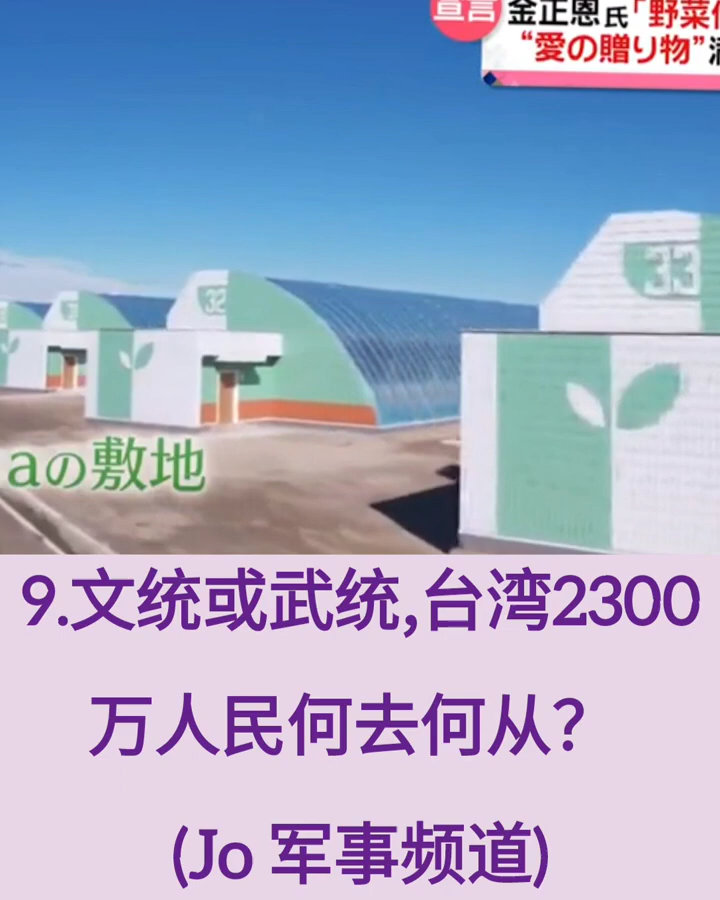 宣言 金正恩氏「野菜
"愛の贈り物"
33
32
aの敷地
9.文统或武统,台湾2300
万人民何去何从?
(Jo 军事频道)